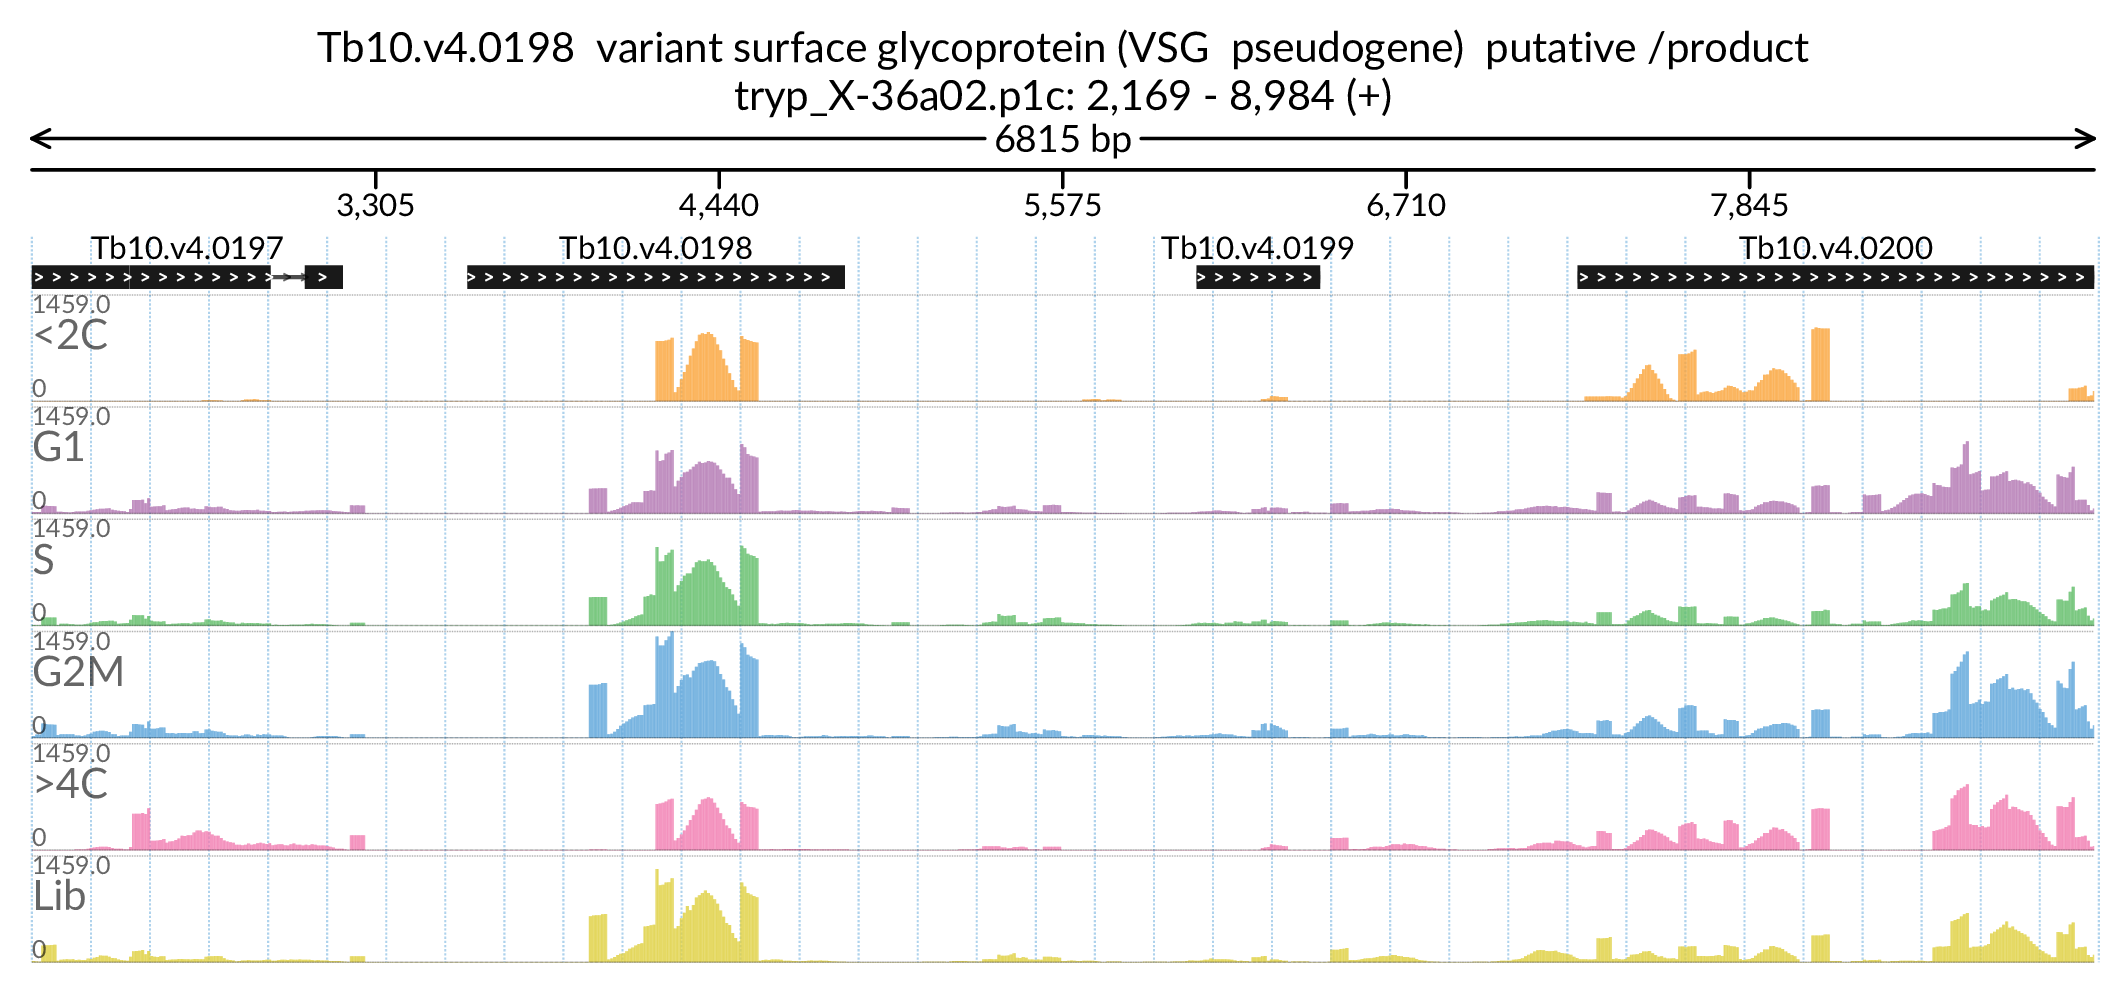 Tb10.v4.0198 variant surface glycoprotein (VSG pseudogene) putative /product
tryp_X-36a02.p1c: 2,169 - 8,984 (+)
6815 bp
3,305 4,440 5,575 6,710 7,845
Tb10.v4.0197 Tb10.v4.0198 Tb10.v4.0199 Tb10.v4.0200
1459.0
<2C
0
1459.0
G1
0
1459.0
S
0
1459.0
G2M
0
1459.0
>4C
0
1459.0
Lib
0